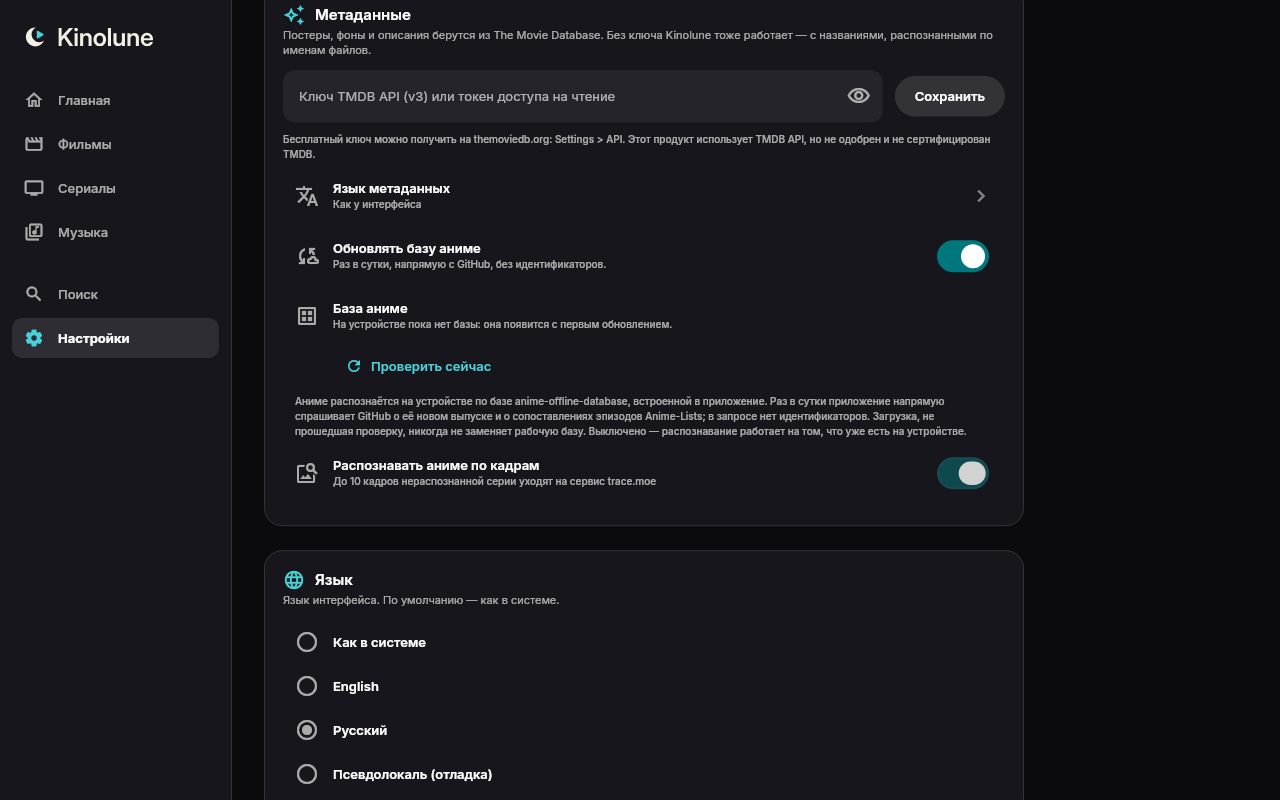 Kinolune
Главная
Фильмы
Сериалы
Музыка
Поиск
Настройки
Метаданные
Постеры, фоны и описания берутся из The Movie Database. Без ключа Kinolune тоже работает — с названиями, распознанными по
именам файлов.
Ключ TMDB API (v3) или токен доступа на чтение
Сохранить
Бесплатный ключ можно получить на themoviedb.org: Settings > API. Этот продукт использует TMDB API, но не одобрен и не сертифицирован
TMDB.
Язык метаданных
Как у интерфейса
Обновлять базу аниме
Раз в сутки, напрямую с GitHub, без идентификаторов.
База аниме
На устройстве пока нет базы: она появится с первым обновлением.
Проверить сейчас
Аниме распознаётся на устройстве по базе anime-offline-database, встроенной в приложение. Раз в сутки приложение напрямую
спрашивает GitHub о её новом выпуске и о сопоставлениях эпизодов Anime-Lists; в запросе нет идентификаторов. Загрузка, не
прошедшая проверку, никогда не заменяет рабочую базу. Выключено — распознавание работает на том, что уже есть на устройстве.
Распознавать аниме по кадрам
До 10 кадров нераспознанной серии уходят на сервис trace.moe
Язык
Язык интерфейса. По умолчанию — как в системе.
Как в системе
English
Русский
Псевдолокаль (отладка)